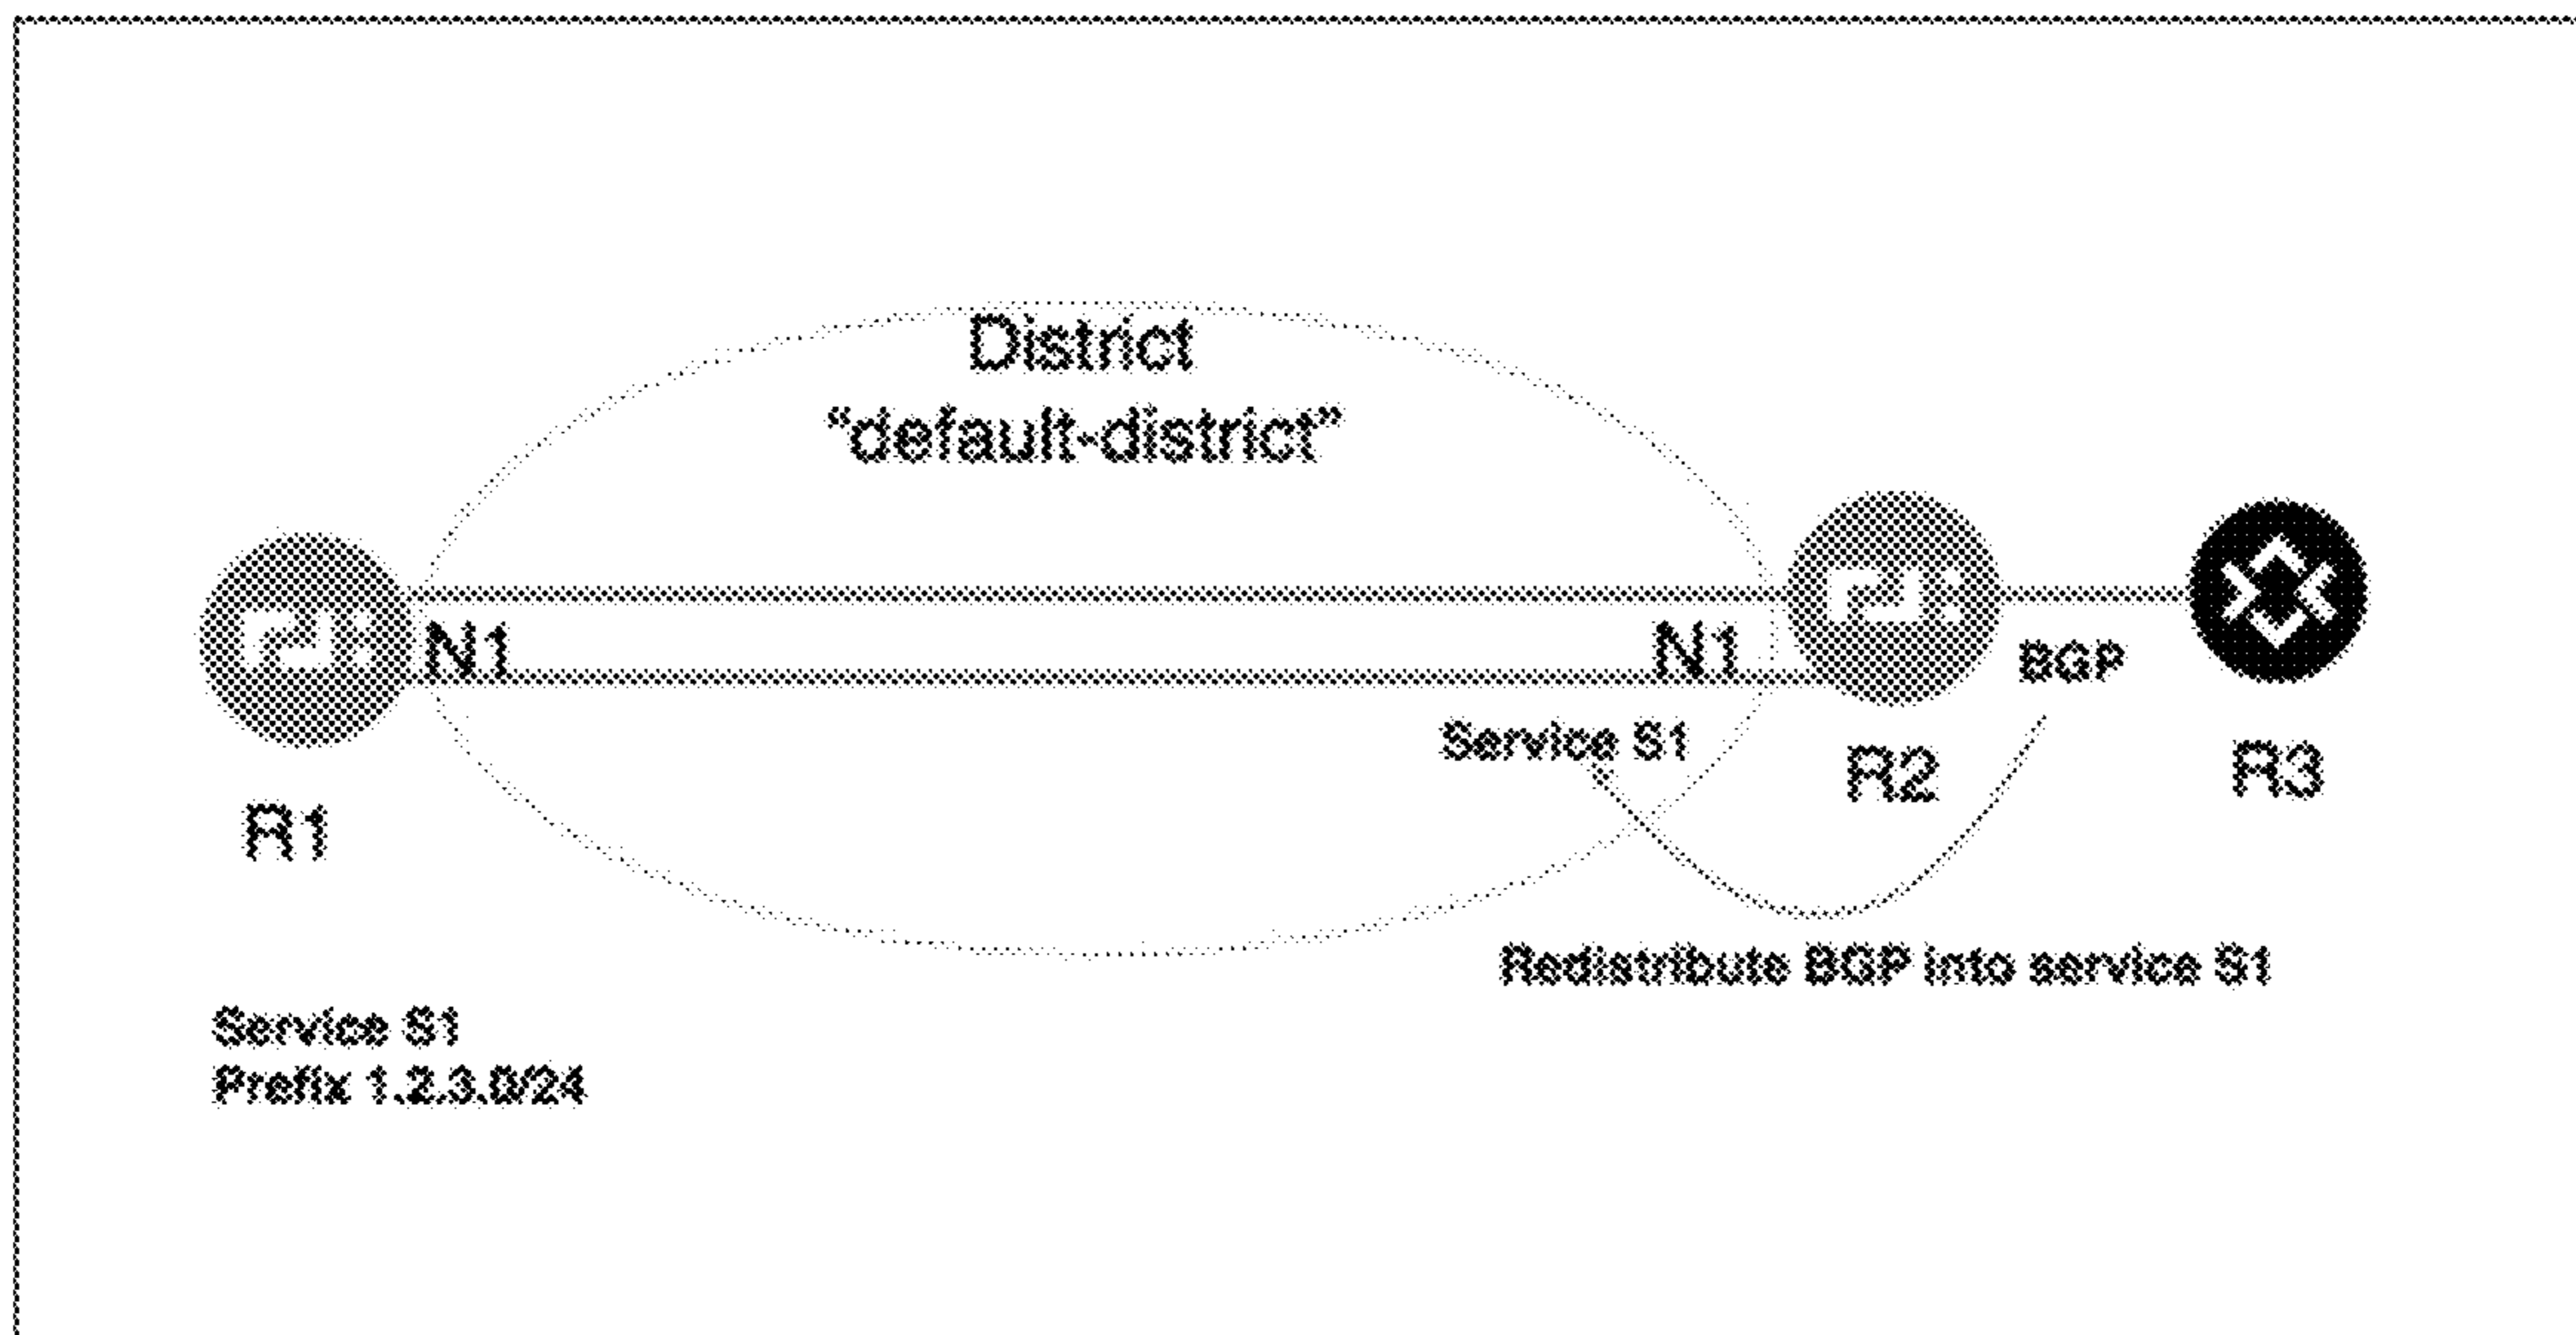 District
“default-district”
N1
N1
BGP
Service S1
R2
R3
R1
Redistribute BGP into service S1
Service S1
Prefix 1.2.3.0/24